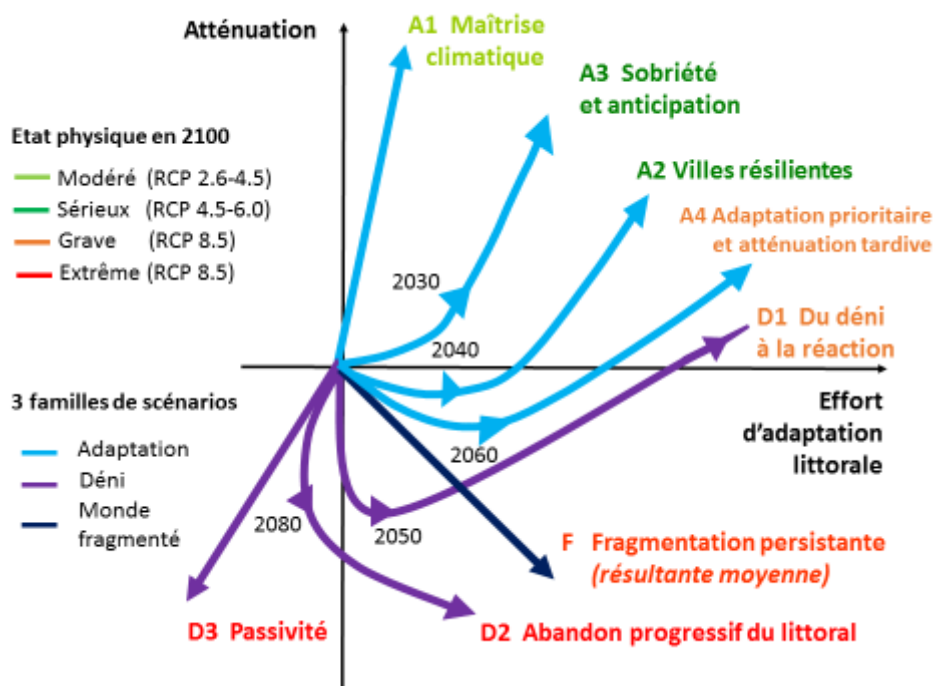 Atténuation
A1 Maîtrise
climatique
A3 Sobriété
et anticipation
A2 Villes résilientes
A4 Adaptation prioritaire
et atténuation tardive
D1 Du déni
à la réaction
Etat physique en 2100
Modéré (RCP 2.6-4.5)
Sérieux (RCP 4.5-6.0)
Grave (RCP 8.5)
Extrême (RCP 8.5)
2030
2040
2060
2050
2080
Effort
d'adaptation
littorale
3 familles de scénarios
Adaptation
Déni
Monde
fragmenté
F Fragmentation persistante
(résultante moyenne)
D3 Passivité
D2 Abandon progressif du littoral